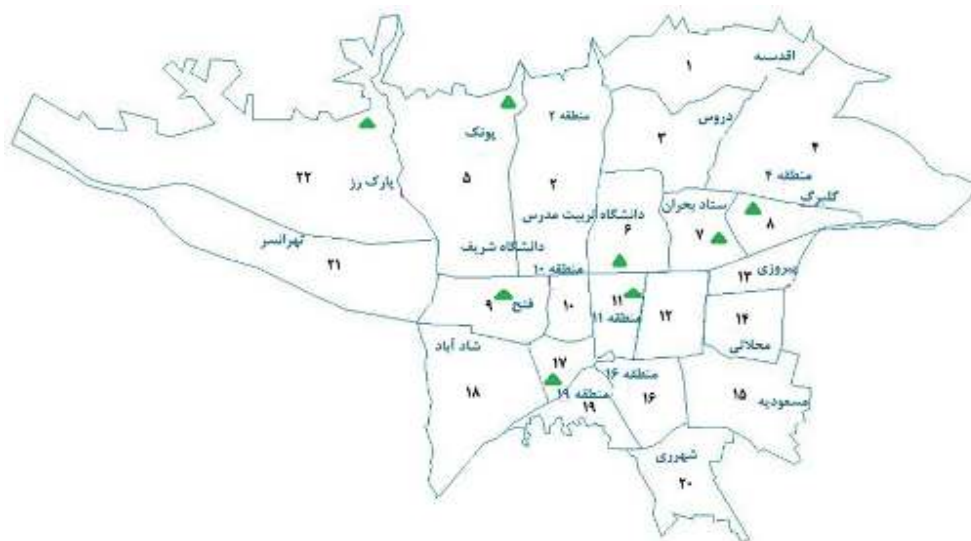 اقدسیه
۱
منطقه ۲
دروس
پونک
۳
۴
۲۲
پارک رز
۵
۲
منطقه ۴
گلبرگ
دانشگاه تربیت مدرس
ستاد بحران
۶
۷
۸
تهرانسر
دانشگاه شریف
۲۱
منطقه ۱۰
۱۳
پیروزی
۹
فتح
۱۰
۱۱
منطقه ۱۱
۱۲
۱۴
محلاتی
شاد آباد
۱۷
منطقه ۱۶
۱۸
منطقه ۱۹
۱۹
۱۶
۱۵
مسعودیه
شهرری
۲۰